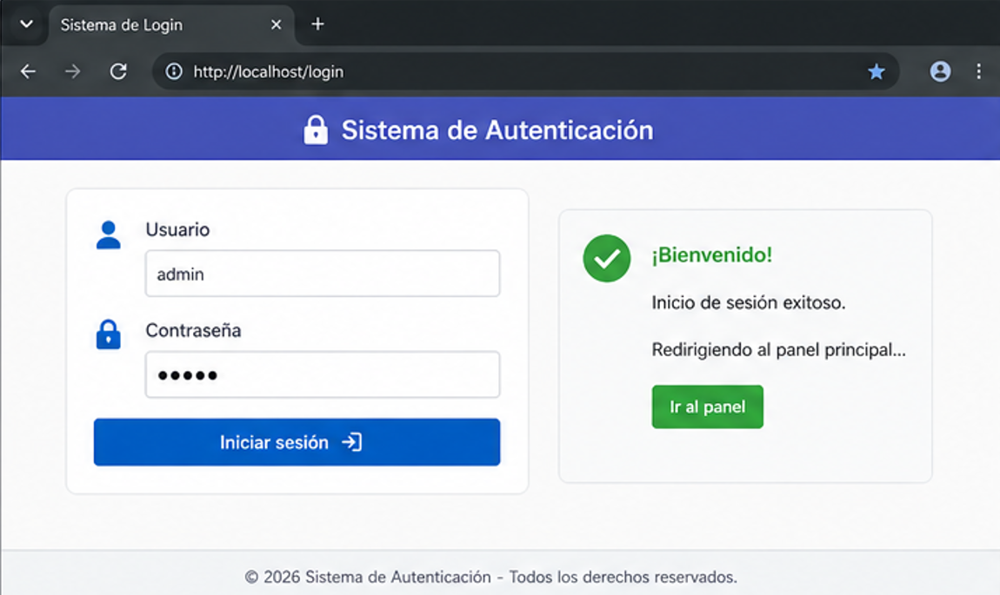 Sistema de Login
http://localhost/login
Sistema de Autenticación
Usuario
admin
Contraseña
•••••
Iniciar sesión
¡Bienvenido!
Inicio de sesión exitoso.
Redirigiendo al panel principal...
Ir al panel
© 2026 Sistema de Autenticación - Todos los derechos reservados.